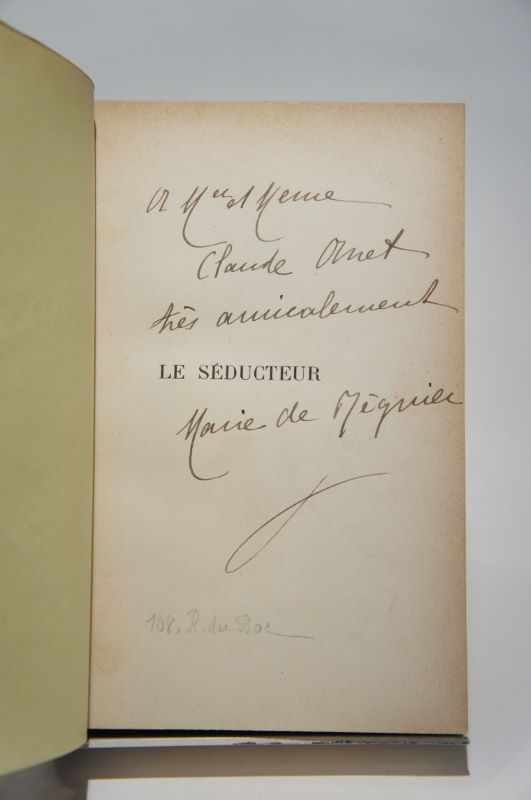 A Mr et Mme
Claude Anet
très amicalement
LE SÉDUCTEUR
Marie de Régnier
108, R. du Bac